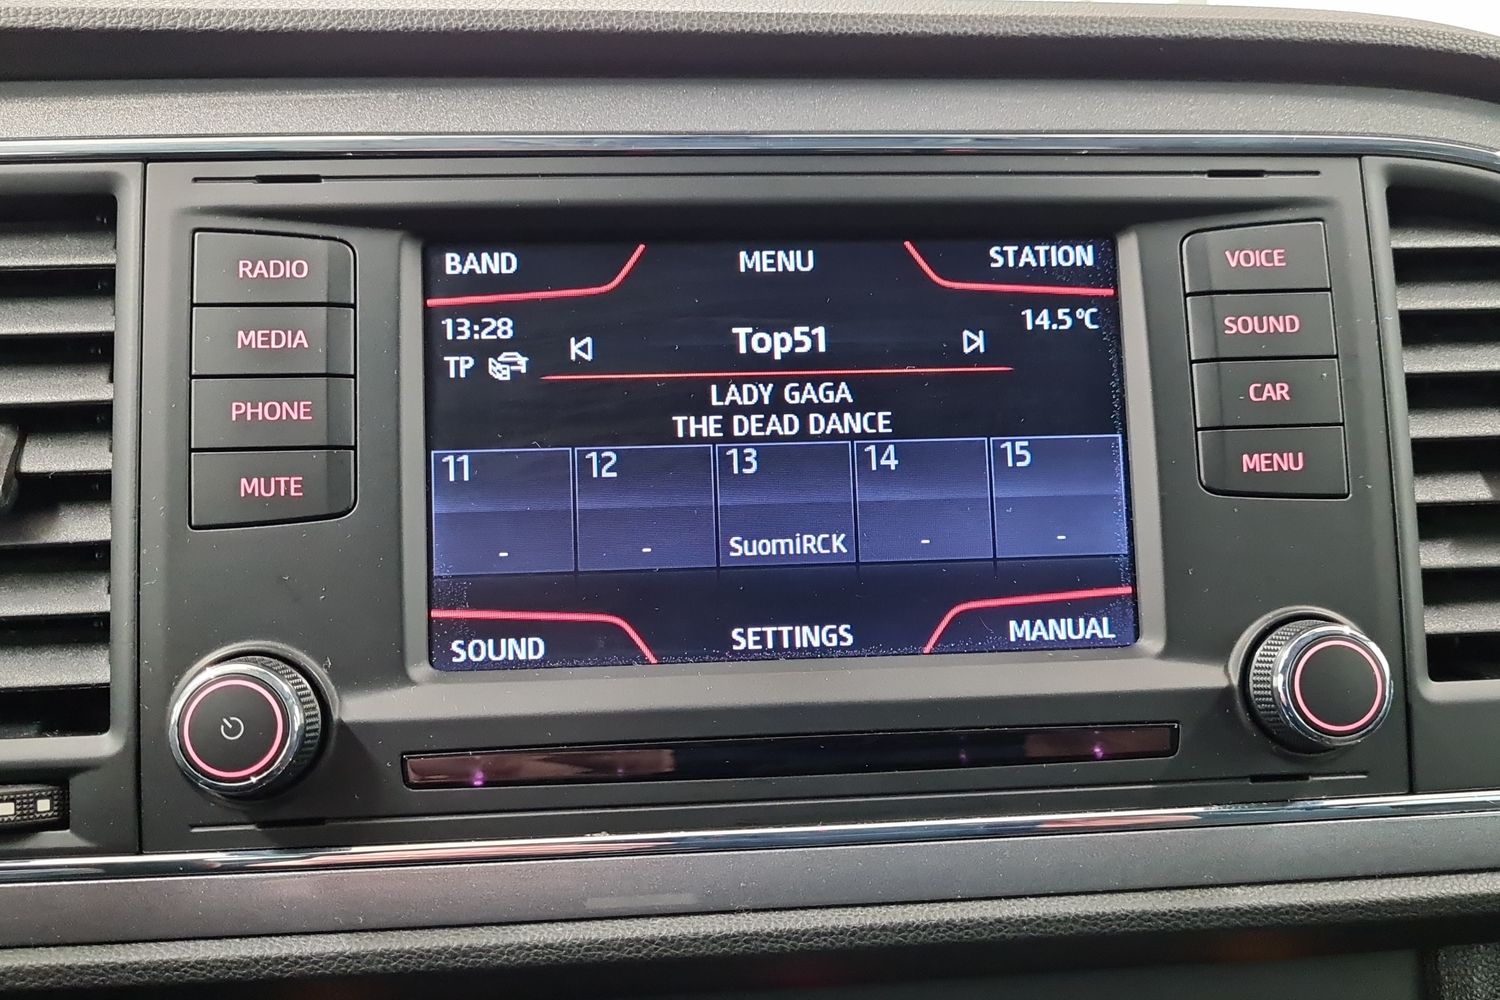 RADIO
MEDIA
PHONE
MUTE
BAND
MENU
STATION
13:28
TP
Top51
14.5°C
LADY GAGA
THE DEAD DANCE
11
-
12
-
13
SuomiRCK
14
-
15
-
SOUND
SETTINGS
MANUAL
VOICE
SOUND
CAR
MENU